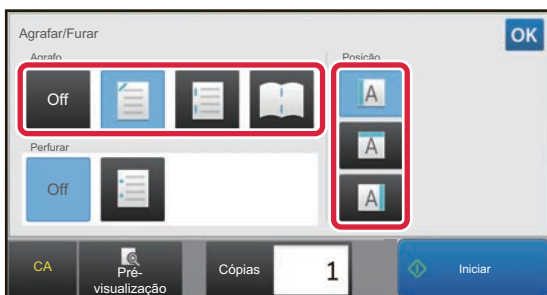 Agrafar/Furar
OK
Agrafo
Posição
Off
A
A
Perfurar
Off
A
CA
Pré-
visualização
Cópias
1
Iniciar